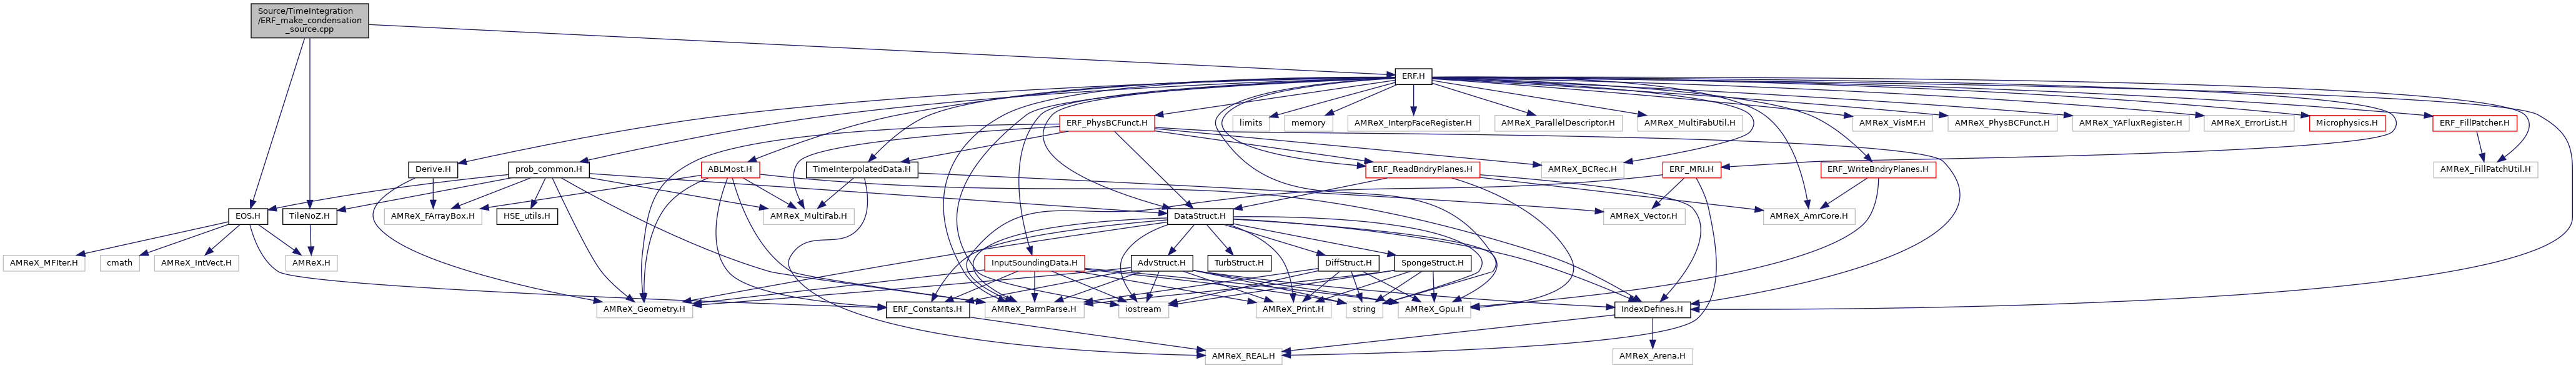 Source/TimeIntegration
/ERF_make_condensation
_source.cpp
ERF.H
ERF_PhysBCFunct.H
limits
memory
AMReX_InterpFaceRegister.H
AMReX_ParallelDescriptor.H
AMReX_MultiFabUtil.H
AMReX_VisMF.H
AMReX_PhysBCFunct.H
AMReX_YAFluxRegister.H
AMReX_ErrorList.H
Microphysics.H
ERF_FillPatcher.H
Derive.H
prob_common.H
ABLMost.H
TimeInterpolatedData.H
ERF_ReadBndryPlanes.H
AMReX_BCRec.H
ERF_MRI.H
ERF_WriteBndryPlanes.H
AMReX_FillPatchUtil.H
EOS.H
TileNoZ.H
AMReX_FArrayBox.H
HSE_utils.H
AMReX_MultiFab.H
DataStruct.H
AMReX_Vector.H
AMReX_AmrCore.H
AMReX_MFIter.H
cmath
AMReX_IntVect.H
AMReX.H
InputSoundingData.H
AdvStruct.H
TurbStruct.H
DiffStruct.H
SpongeStruct.H
AMReX_Geometry.H
ERF_Constants.H
AMReX_ParmParse.H
iostream
AMReX_Print.H
string
AMReX_Gpu.H
IndexDefines.H
AMReX_REAL.H
AMReX_Arena.H